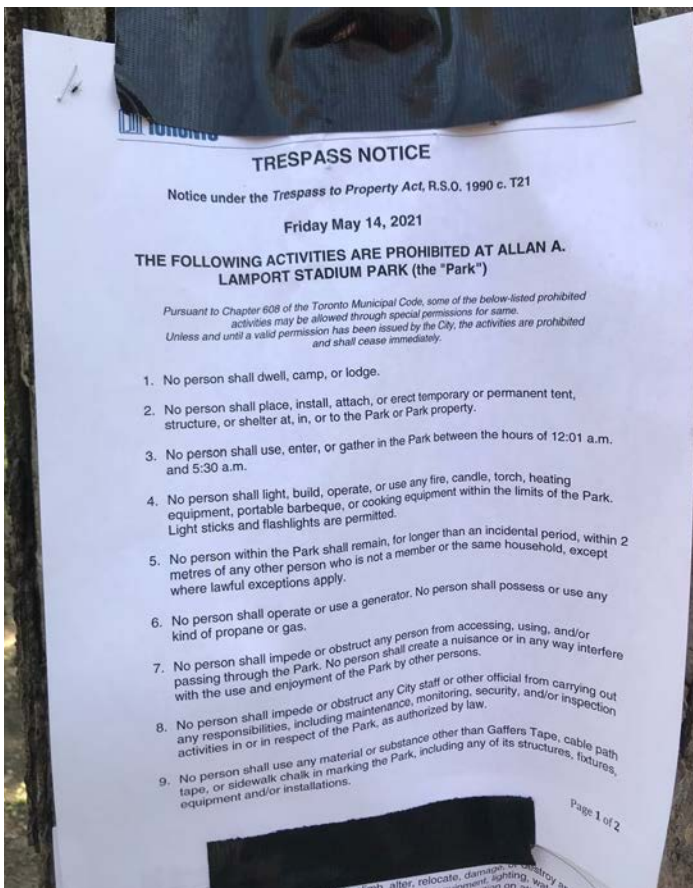 TORONTO
TRESPASS NOTICE
Notice under the Trespass to Property Act, R.S.O. 1990 c. T21
Friday May 14, 2021
THE FOLLOWING ACTIVITIES ARE PROHIBITED AT ALLAN A.
LAMPORT STADIUM PARK (the "Park")
Pursuant to Chapter 608 of the Toronto Municipal Code, some of the below-listed prohibited
activities may be allowed through special permissions for same.
Unless and until a valid permission has been issued by the City, the activities are prohibited
and shall cease immediately.
1. No person shall dwell, camp, or lodge.
2. No person shall place, install, attach, or erect temporary or permanent tent,
structure, or shelter at, in, or to the Park or Park property.
3. No person shall use, enter, or gather in the Park between the hours of 12:01 a.m.
and 5:30 a.m.
4. No person shall light, build, operate, or use any fire, candle, torch, heating
equipment, portable barbeque, or cooking equipment within the limits of the Park.
Light sticks and flashlights are permitted.
5. No person within the Park shall remain, for longer than an incidental period, within 2
metres of any other person who is not a member or the same household, except
where lawful exceptions apply.
6. No person shall operate or use a generator. No person shall possess or use any
kind of propane or gas.
7. No person shall impede or obstruct any person from accessing, using, and/or
passing through the Park. No person shall create a nuisance or in any way interfere
with the use and enjoyment of the Park by other persons.
8. No person shall impede or obstruct any City staff or other official from carrying out
any responsibilities, including maintenance, monitoring, security, and/or inspection
activities in or in respect of the Park, as authorized by law.
9. No person shall use any material or substance other than Gaffers Tape, cable path
tape, or sidewalk chalk in marking the Park, including any of its structures, fixtures,
equipment and/or installations.
Page 1 of 2
alter, relocate, damage, or destroy
lighting,